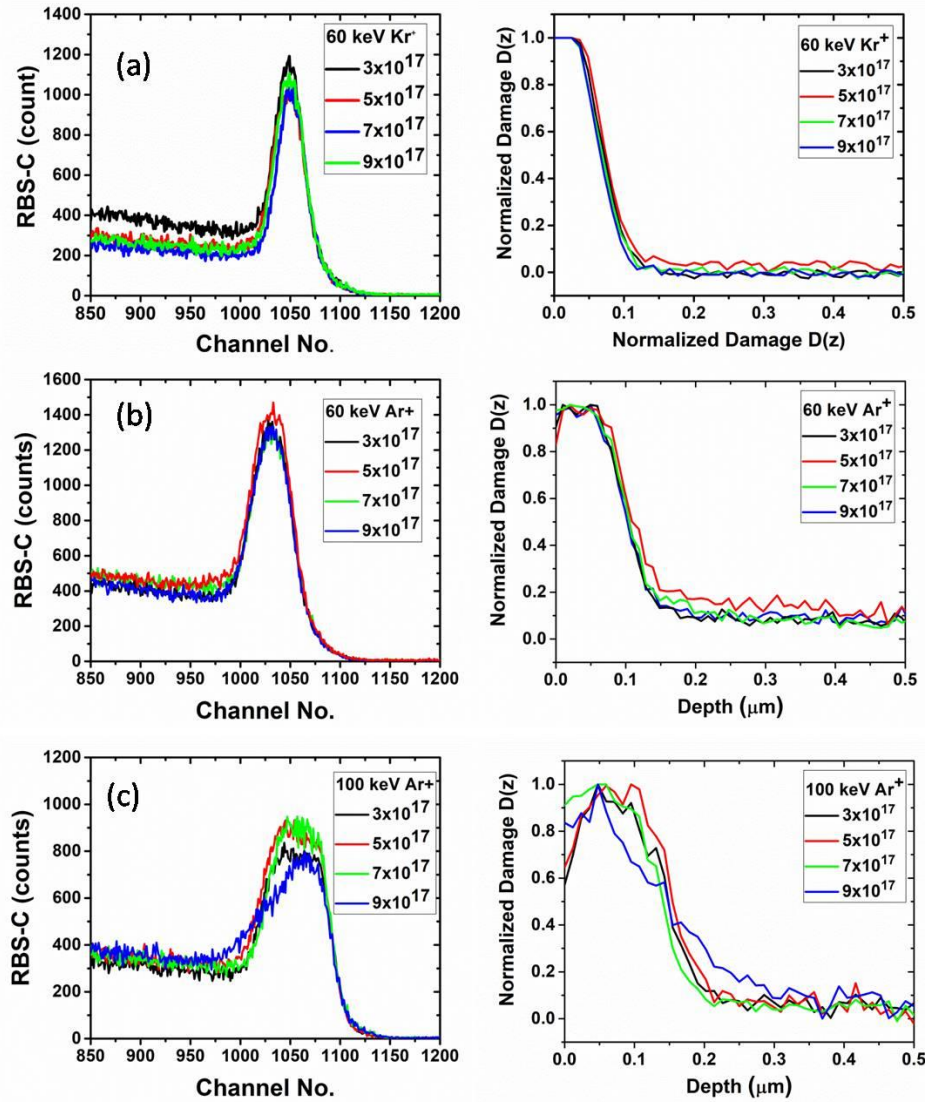 (a)
60 keV Kr⁺
3x10¹⁷
5x10¹⁷
7x10¹⁷
9x10¹⁷
RBS-C (count)
1400
1200
1000
800
600
400
200
0
850 900 950 1000 1050 1100 1150 1200
Channel No.
60 keV Kr⁺
3x10¹⁷
5x10¹⁷
7x10¹⁷
9x10¹⁷
Normalized Damage D(z)
1.0
0.8
0.6
0.4
0.2
0.0
0.0 0.1 0.2 0.3 0.4 0.5
Normalized Damage D(z)
(b)
60 keV Ar+
3x10¹⁷
5x10¹⁷
7x10¹⁷
9x10¹⁷
RBS-C (counts)
1600
1400
1200
1000
800
600
400
200
0
850 900 950 1000 1050 1100 1150 1200
Channel No.
60 keV Ar⁺
3x10¹⁷
5x10¹⁷
7x10¹⁷
9x10¹⁷
Normalized Damage D(z)
1.0
0.8
0.6
0.4
0.2
0.0
0.0 0.1 0.2 0.3 0.4 0.5
Depth (μm)
(c)
100 keV Ar+
3x10¹⁷
5x10¹⁷
7x10¹⁷
9x10¹⁷
RBS-C (counts)
1200
900
600
300
0
850 900 950 1000 1050 1100 1150 1200
Channel No.
100 keV Ar⁺
3x10¹⁷
5x10¹⁷
7x10¹⁷
9x10¹⁷
Normalized Damage D(z)
1.0
0.8
0.6
0.4
0.2
0.0
0.0 0.1 0.2 0.3 0.4 0.5
Depth (μm)